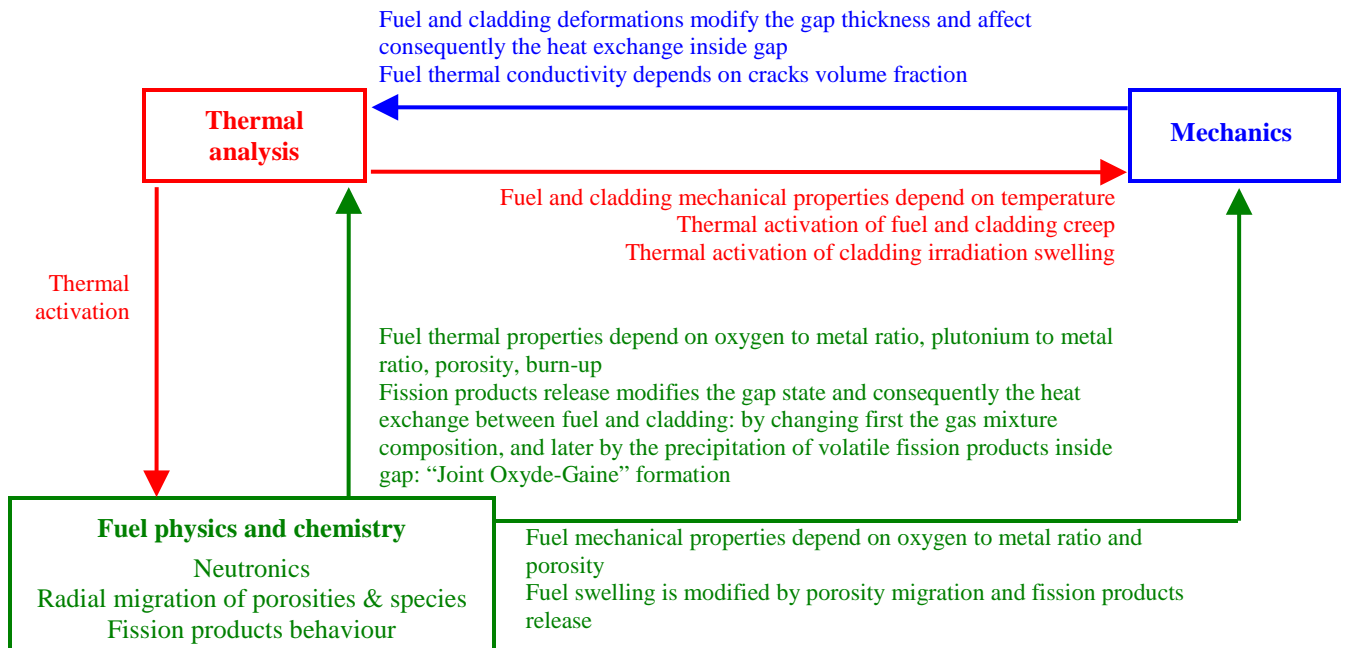 Fuel and cladding deformations modify the gap thickness and affect
consequently the heat exchange inside gap
Fuel thermal conductivity depends on cracks volume fraction
Thermal
analysis
Mechanics
Fuel and cladding mechanical properties depend on temperature
Thermal activation of fuel and cladding creep
Thermal activation of cladding irradiation swelling
Thermal
activation
Fuel thermal properties depend on oxygen to metal ratio, plutonium to metal
ratio, porosity, burn-up
Fission products release modifies the gap state and consequently the heat
exchange between fuel and cladding: by changing first the gas mixture
composition, and later by the precipitation of volatile fission products inside
gap: “Joint Oxyde-Gaine” formation
Fuel physics and chemistry
Neutronics
Radial migration of porosities & species
Fission products behaviour
Fuel mechanical properties depend on oxygen to metal ratio and
porosity
Fuel swelling is modified by porosity migration and fission products
release